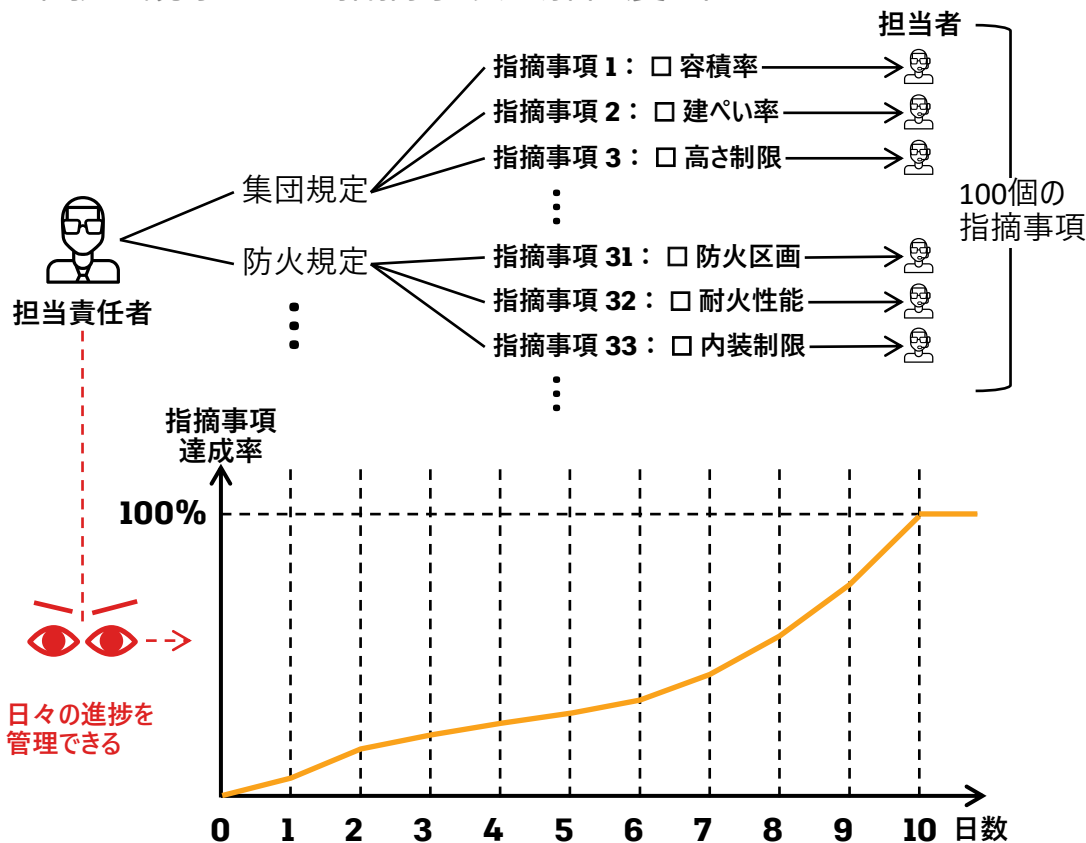 担当者
指摘事項 1： □ 容積率
指摘事項 2： □ 建ぺい率
指摘事項 3： □ 高さ制限
集団規定
100個の
指摘事項
防火規定
指摘事項 31： □ 防火区画
指摘事項 32： □ 耐火性能
指摘事項 33： □ 内装制限
担当責任者
指摘事項
達成率
100%
日々の進捗を
管理できる
0 1 2 3 4 5 6 7 8 9 10 日数